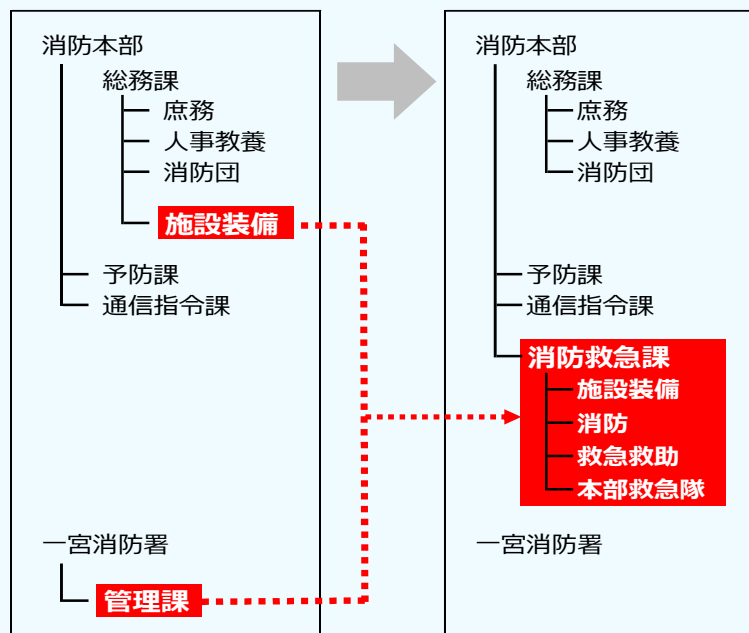 消防本部
総務課
庶務
人事教養
消防団
施設装備
予防課
通信指令課
一宮消防署
管理課
消防本部
総務課
庶務
人事教養
消防団
予防課
通信指令課
消防救急課
施設装備
消防
救急救助
本部救急隊
一宮消防署